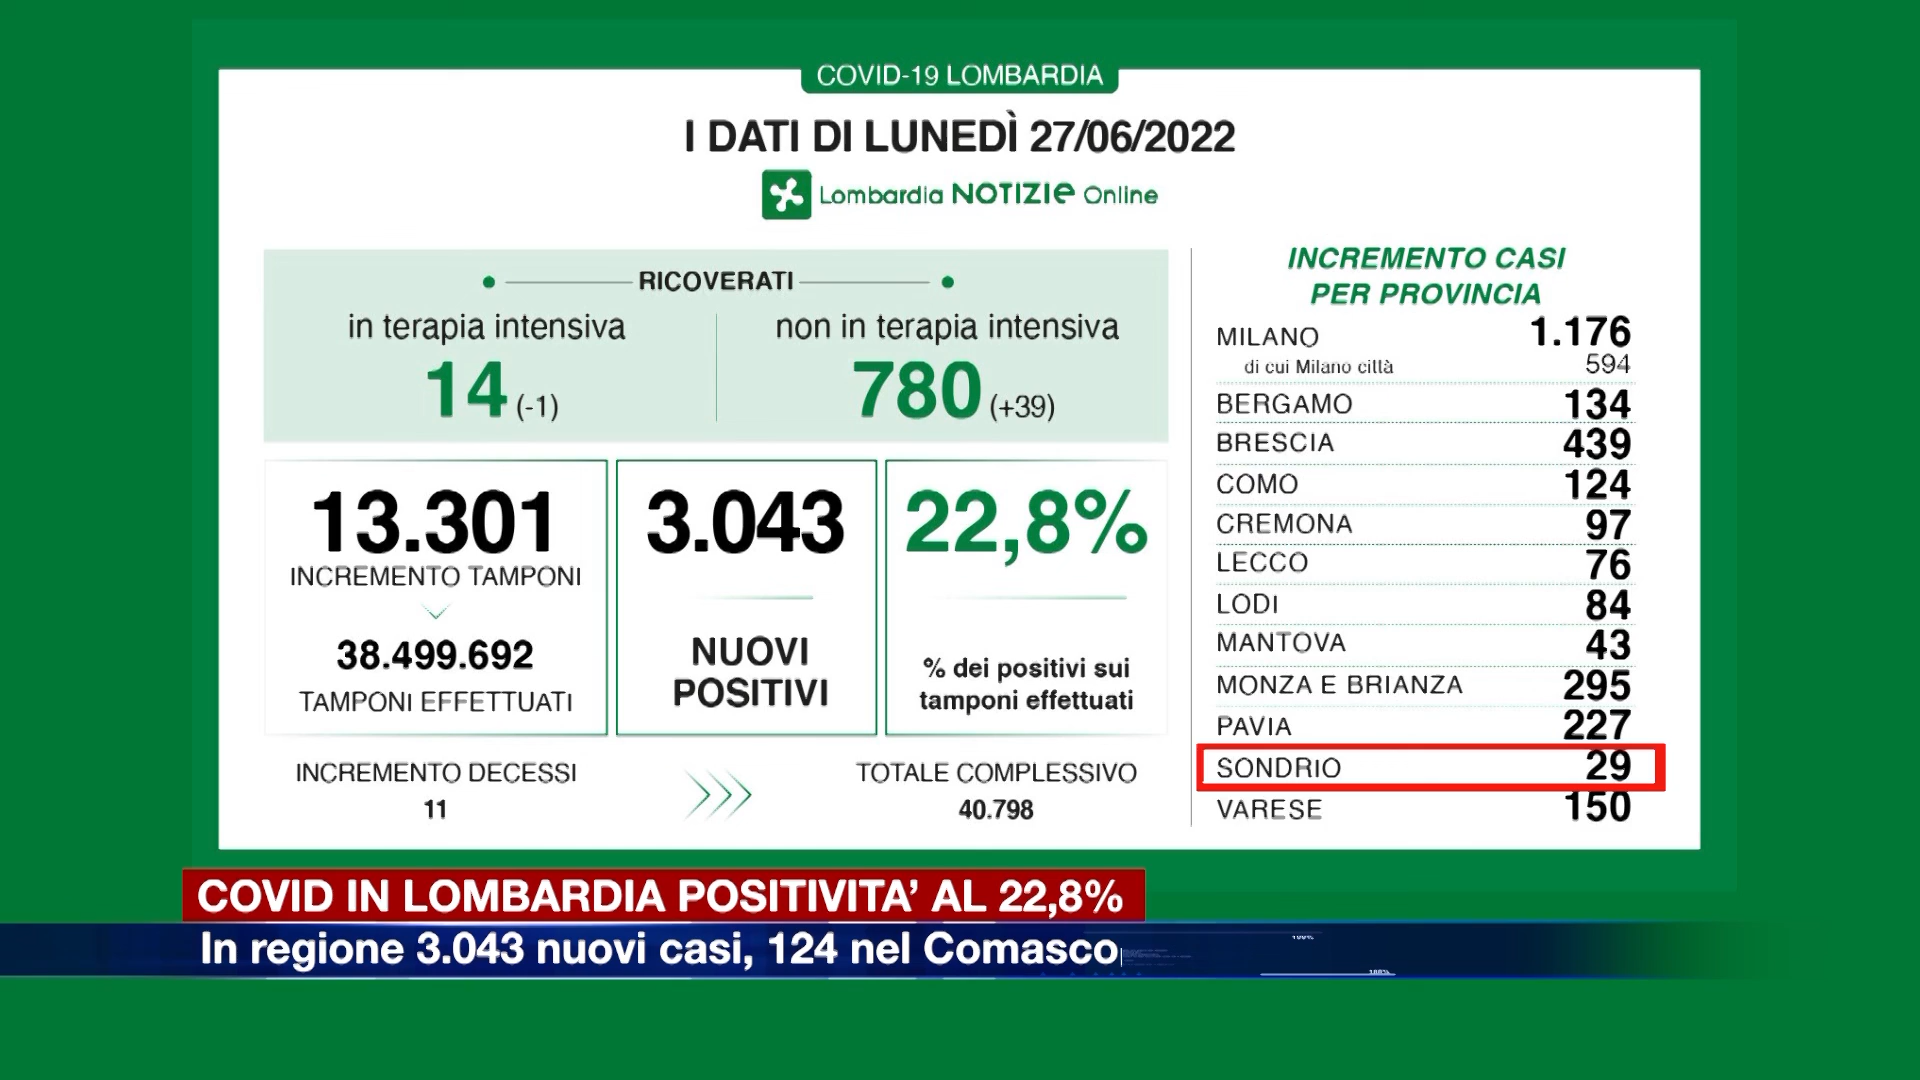 COVID-19 LOMBARDIA
I DATI DI LUNEDÌ 27/06/2022
Lombardia NOTIZIE Online
RICOVERATI
in terapia intensiva
14 (-1)
non in terapia intensiva
780 (+39)
13.301
INCREMENTO TAMPONI
38.499.692
TAMPONI EFFETTUATI
3.043
NUOVI
POSITIVI
22,8%
% dei positivi sui
tamponi effettuati
INCREMENTO DECESSI
11
TOTALE COMPLESSIVO
40.798
INCREMENTO CASI
PER PROVINCIA
MILANO 1.176
di cui Milano città 594
BERGAMO 134
BRESCIA 439
COMO 124
CREMONA 97
LECCO 76
LODI 84
MANTOVA 43
MONZA E BRIANZA 295
PAVIA 227
SONDRIO 29
VARESE 150
COVID IN LOMBARDIA POSITIVITA' AL 22,8%
In regione 3.043 nuovi casi, 124 nel Comasco